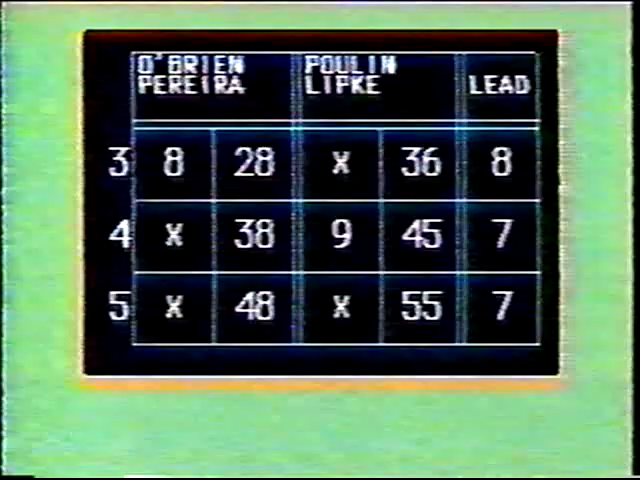 O'BRIEN POULIN
PEREIRA LIPKE LEAD
3 8 28 x 36 8
4 x 38 9 45 7
5 x 48 x 55 7